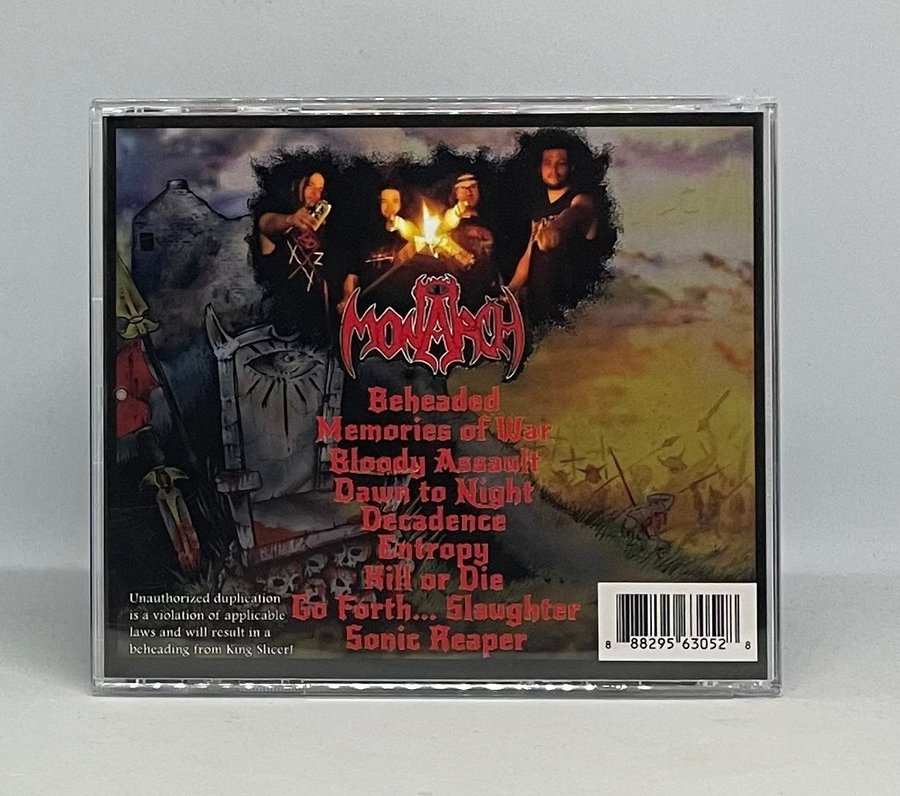 MONARCH
Beheaded
Memories of War
Bloody Assault
Dawn to Night
Decadence
Entropy
Kill or Die
Go Forth... Slaughter
Sonic Reaper
Unauthorized duplication
is a violation of applicable
laws and will result in a
beheading from King Slicer!
8 88295 63052 8